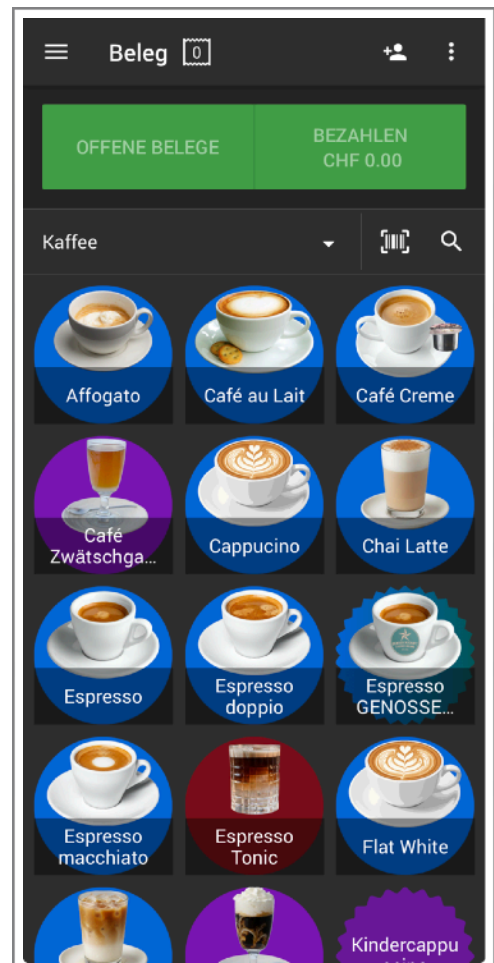 Beleg 0
OFFENE BELEGE
BEZAHLEN
CHF 0.00
Kaffee
Affogato
Café au Lait
Café Creme
Café
Zwätschga...
Cappucino
Chai Latte
Espresso
Espresso
doppio
Espresso
GENOSSE...
Espresso
macchiato
Espresso
Tonic
Flat White
Kindercappu